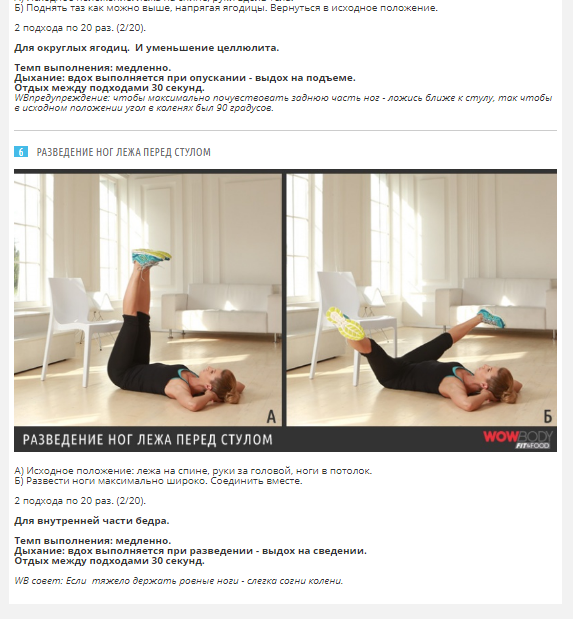 Б) Поднять таз как можно выше, напрягая ягодицы. Вернуться в исходное положение.
2 подхода по 20 раз. (2/20).
Для округлых ягодиц. И уменьшение целлюлита.
Темп выполнения: медленно.
Дыхание: вдох выполняется при опускании - выдох на подъеме.
Отдых между подходами 30 секунд.
WBпредупреждение: чтобы максимально почувствовать заднюю часть ног - ложись ближе к стулу, так чтобы
в исходном положении угол в коленях был 90 градусов.
6 РАЗВЕДЕНИЕ НОГ ЛЕЖА ПЕРЕД СТУЛОМ
А Б
РАЗВЕДЕНИЕ НОГ ЛЕЖА ПЕРЕД СТУЛОМ
WOWBODY
FIT&FOOD
А) Исходное положение: лежа на спине, руки за головой, ноги в потолок.
Б) Развести ноги максимально широко. Соединить вместе.
2 подхода по 20 раз. (2/20).
Для внутренней части бедра.
Темп выполнения: медленно.
Дыхание: вдох выполняется при разведении - выдох на сведении.
Отдых между подходами 30 секунд.
WB совет: Если тяжело держать ровные ноги - слегка согни колени.